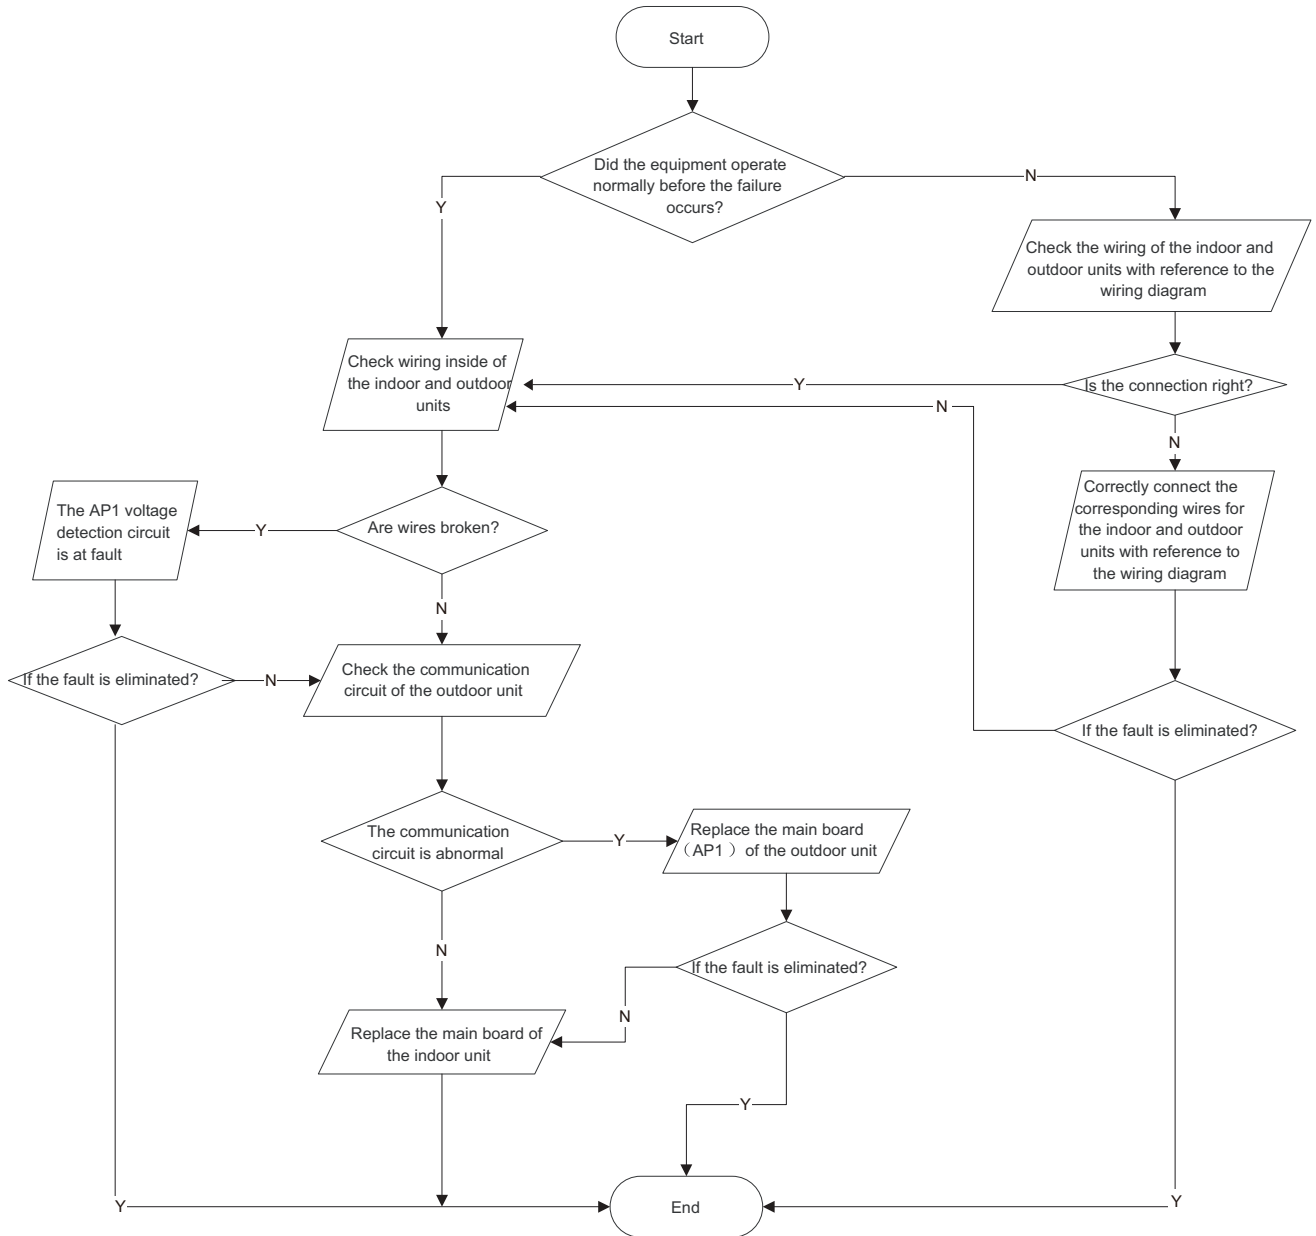 Start
Did the equipment operate
normally before the failure
occurs?
N
Y
Check the wiring of the indoor and
outdoor units with reference to the
wiring diagram
Check wiring inside of
the indoor and outdoor
units
Y
Is the connection right?
N
N
Correctly connect the
corresponding wires for
the indoor and outdoor
units with reference to
the wiring diagram
The AP1 voltage
detection circuit
is at fault
Y
Are wires broken?
N
If the fault is eliminated?
N
Check the communication
circuit of the outdoor unit
If the fault is eliminated?
The communication
circuit is abnormal
Y
Replace the main board
（AP1 ）of the outdoor unit
N
If the fault is eliminated?
N
Replace the main board of
the indoor unit
Y
Y
End
Y